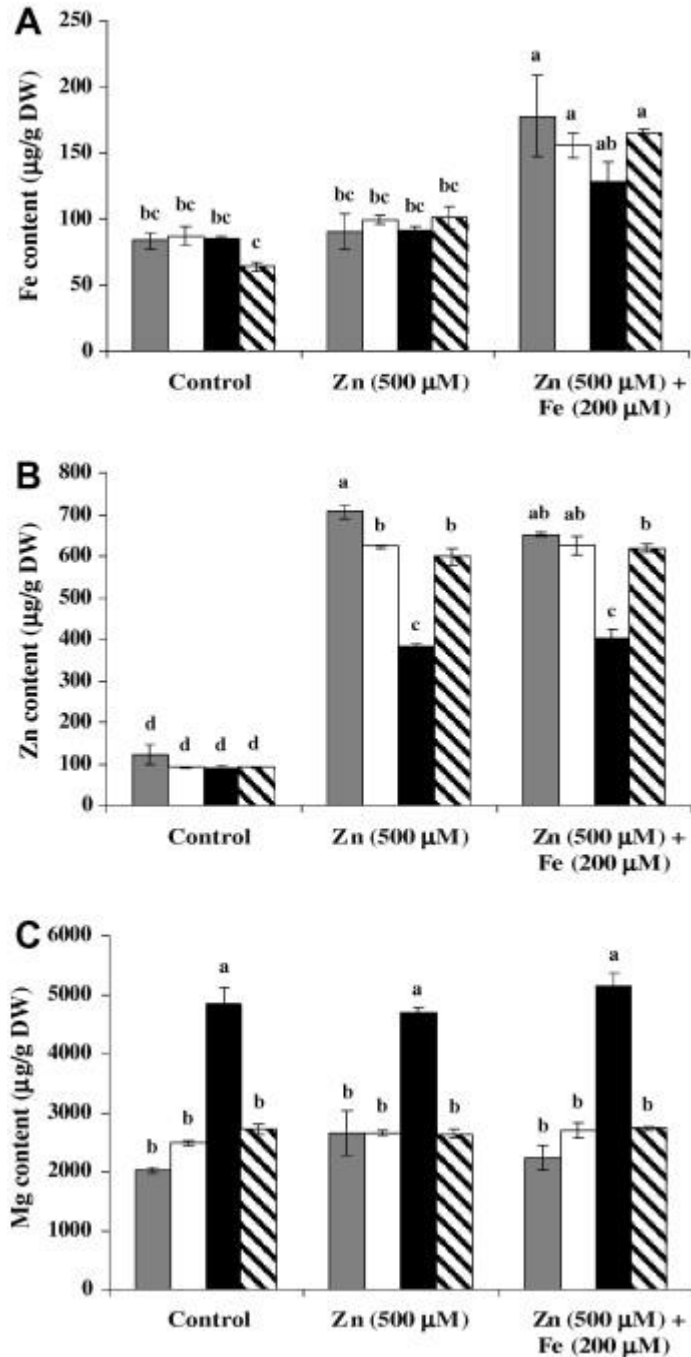 A
Fe content (µg/g DW)
250
200
150
100
50
0
bc bc bc c
bc bc bc bc
a a ab a
Control
Zn (500 µM)
Zn (500 µM) +
Fe (200 µM)
B
Zn content (µg/g DW)
800
700
600
500
400
300
200
100
0
d d d d
a b c b
ab ab c b
Control
Zn (500 µM)
Zn (500 µM) +
Fe (200 µM)
C
Mg content (µg/g DW)
6000
5000
4000
3000
2000
1000
0
b b a b
b b a b
b b a b
Control
Zn (500 µM)
Zn (500 µM) +
Fe (200 µM)